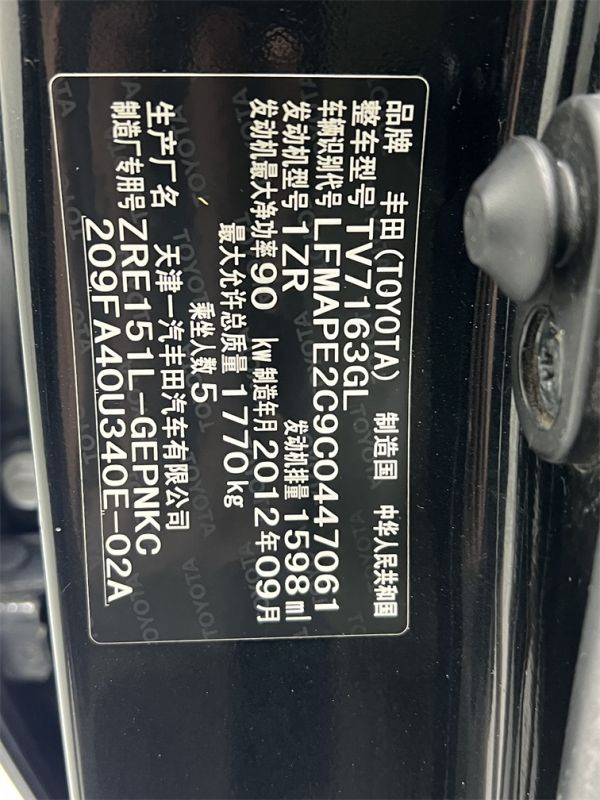 品牌 丰田(TOYOTA) 制造国 中华人民共和国
整车型号 TV7163GL
车辆识别代号 LFMAPE2C9C0447061
发动机型号 1ZR 发动机排量 1598ml
发动机最大净功率 90 kw 制造年月 2012年09月
最大允许总质量 1770kg
乘坐人数 5
生产厂名 天津一汽丰田汽车有限公司
制造厂专用号 ZRE151L-GEPNKC
209FA40U340E-02A